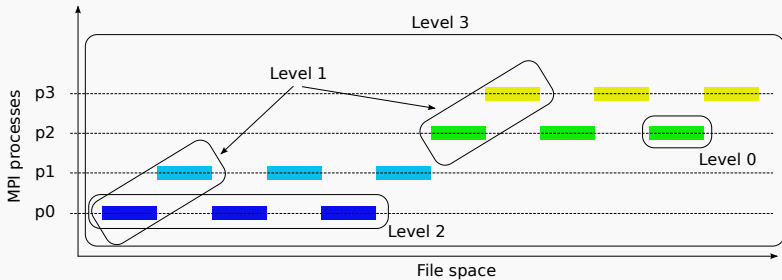 Level 3
Level 1
p3
p2
Level 0
p1
p0
Level 2
MPI processes
File space